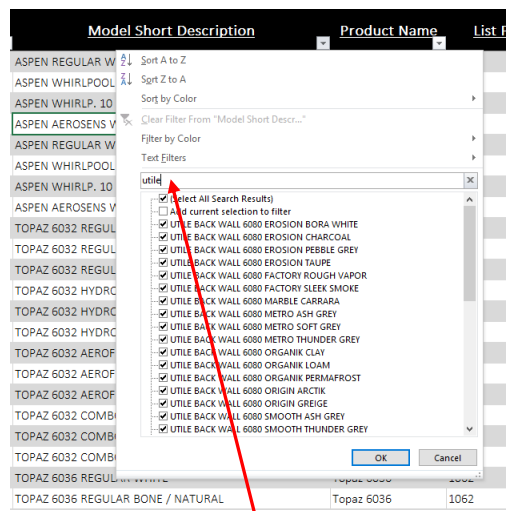 Model Short Description Product Name List
ASPEN REGULAR W
ASPEN WHIRLPOOL
ASPEN WHIRLP. 10
ASPEN AEROSENS
ASPEN REGULAR W
ASPEN WHIRLPOOL
ASPEN WHIRLP. 10
ASPEN AEROSENS
TOPAZ 6032 REGUL
TOPAZ 6032 REGUL
TOPAZ 6032 REGUL
TOPAZ 6032 HYDRO
TOPAZ 6032 HYDRO
TOPAZ 6032 HYDRO
TOPAZ 6032 AEROF
TOPAZ 6032 AEROF
TOPAZ 6032 AEROF
TOPAZ 6032 COMB
TOPAZ 6032 COMB
TOPAZ 6032 COMB
TOPAZ 6036 REGULAR WHITE Topaz 6036 1062
TOPAZ 6036 REGULAR BONE / NATURAL Topaz 6036 1062
Sort A to Z
Sort Z to A
Sort by Color
Clear Filter From "Model Short Descr..."
Filter by Color
Text Filters
utile
(Select All Search Results)
Add current selection to filter
UTILE BACK WALL 6080 EROSION BORA WHITE
UTILE BACK WALL 6080 EROSION CHARCOAL
UTILE BACK WALL 6080 EROSION PEBBLE GREY
UTILE BACK WALL 6080 EROSION TAUPE
UTILE BACK WALL 6080 FACTORY ROUGH VAPOR
UTILE BACK WALL 6080 FACTORY SLEEK SMOKE
UTILE BACK WALL 6080 MARBLE CARRARA
UTILE BACK WALL 6080 METRO ASH GREY
UTILE BACK WALL 6080 METRO SOFT GREY
UTILE BACK WALL 6080 METRO THUNDER GREY
UTILE BACK WALL 6080 ORGANIK CLAY
UTILE BACK WALL 6080 ORGANIK LOAM
UTILE BACK WALL 6080 ORGANIK PERMAFROST
UTILE BACK WALL 6080 ORIGIN ARCTIK
UTILE BACK WALL 6080 ORIGIN GREIGE
UTILE BACK WALL 6080 SMOOTH ASH GREY
UTILE BACK WALL 6080 SMOOTH THUNDER GREY
OK Cancel